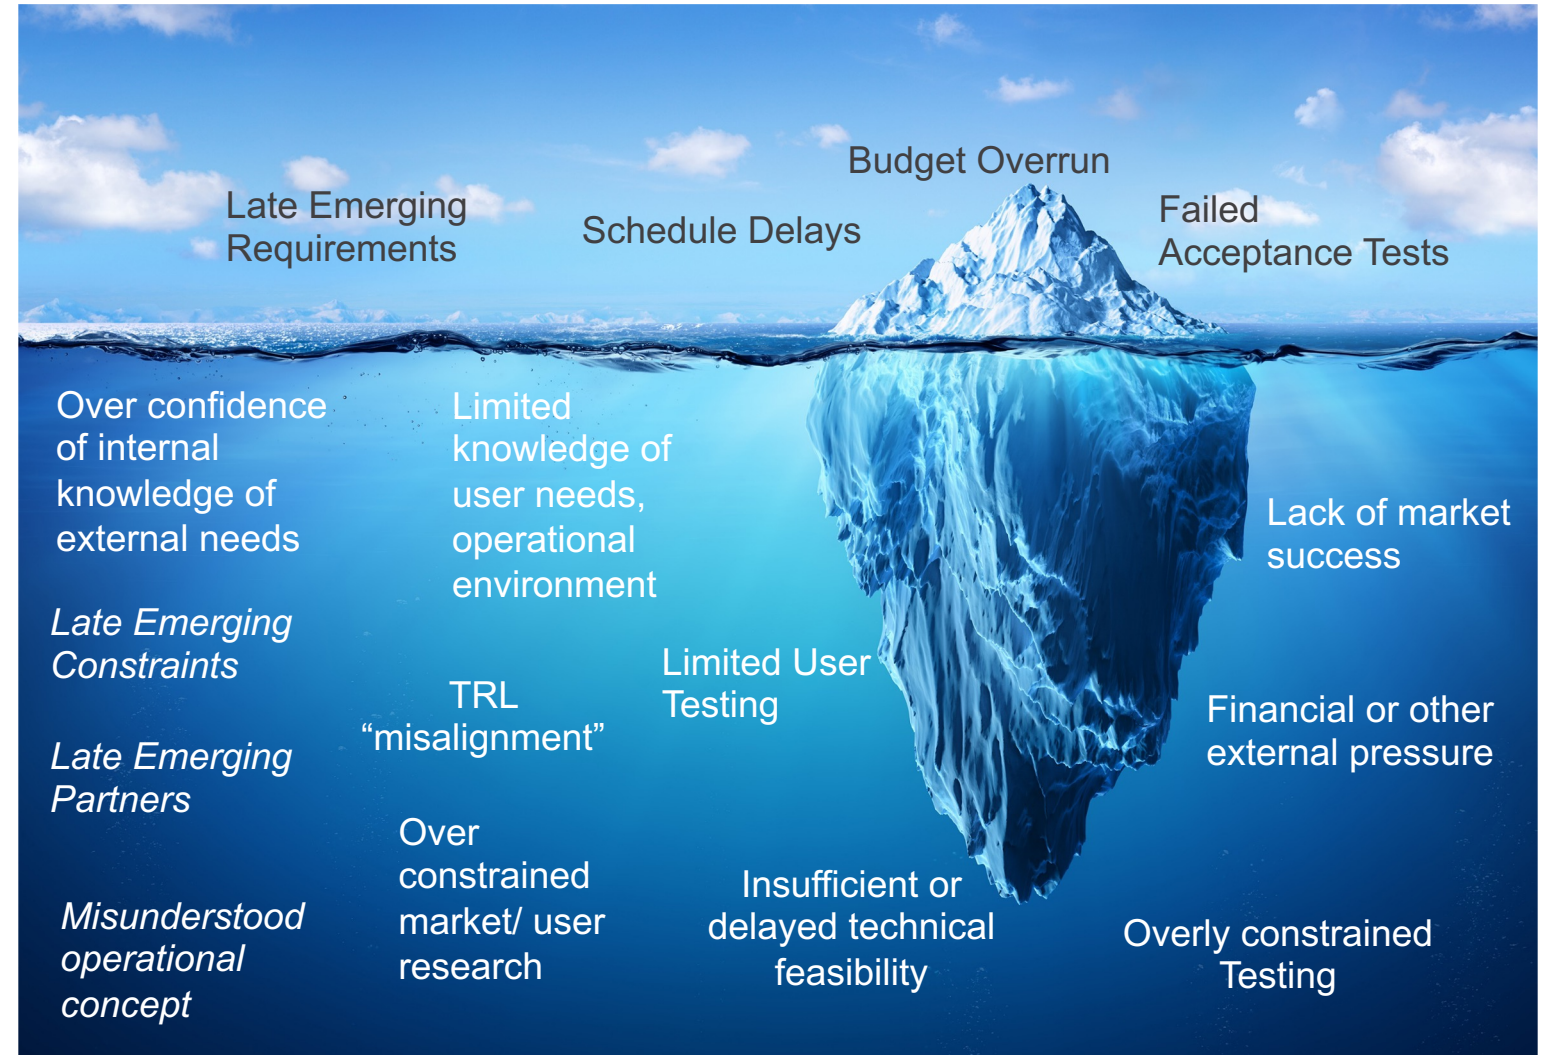 Budget Overrun
Late Emerging
Requirements
Schedule Delays
Failed
Acceptance Tests
Over confidence
of internal
knowledge of
external needs
Limited
knowledge of
user needs,
operational
environment
Lack of market
success
Late Emerging
Constraints
Limited User
Testing
TRL
“misalignment”
Financial or other
external pressure
Late Emerging
Partners
Over
constrained
market/ user
research
Insufficient or
delayed technical
feasibility
Misunderstood
operational
concept
Overly constrained
Testing